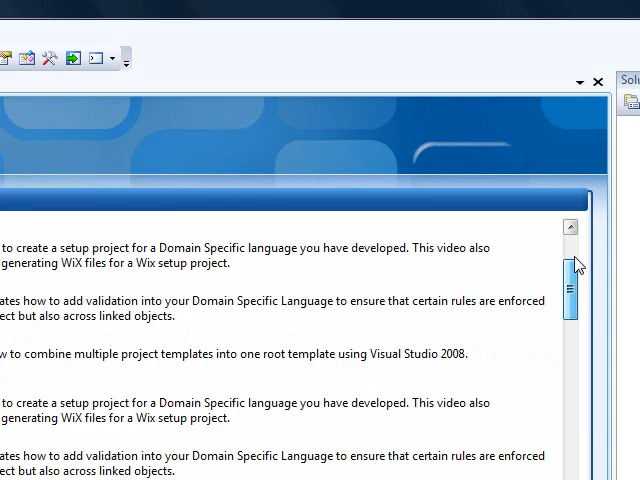 Solu
to create a setup project for a Domain Specific language you have developed. This video also
generating WiX files for a Wix setup project.
ates how to add validation into your Domain Specific Language to ensure that certain rules are enforced
ect but also across linked objects.
w to combine multiple project templates into one root template using Visual Studio 2008.
to create a setup project for a Domain Specific language you have developed. This video also
generating WiX files for a Wix setup project.
ates how to add validation into your Domain Specific Language to ensure that certain rules are enforced
ect but also across linked objects.